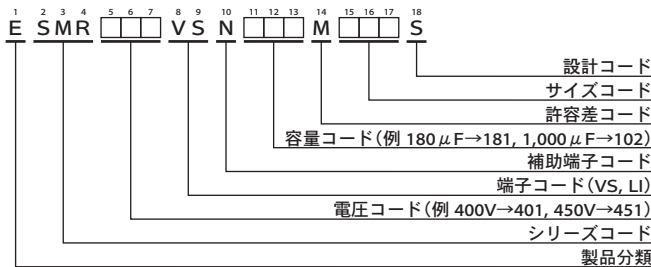 1 2 3 4 5 6 7 8 9 10 11 12 13 14 15 16 17 18
E SMR □□□ VS N □□□ M □□□ S
設計コード
サイズコード
許容差コード
容量コード(例 180μF→181, 1,000μF→102)
補助端子コード
端子コード(VS, LI)
電圧コード(例 400V→401, 450V→451)
シリーズコード
製品分類